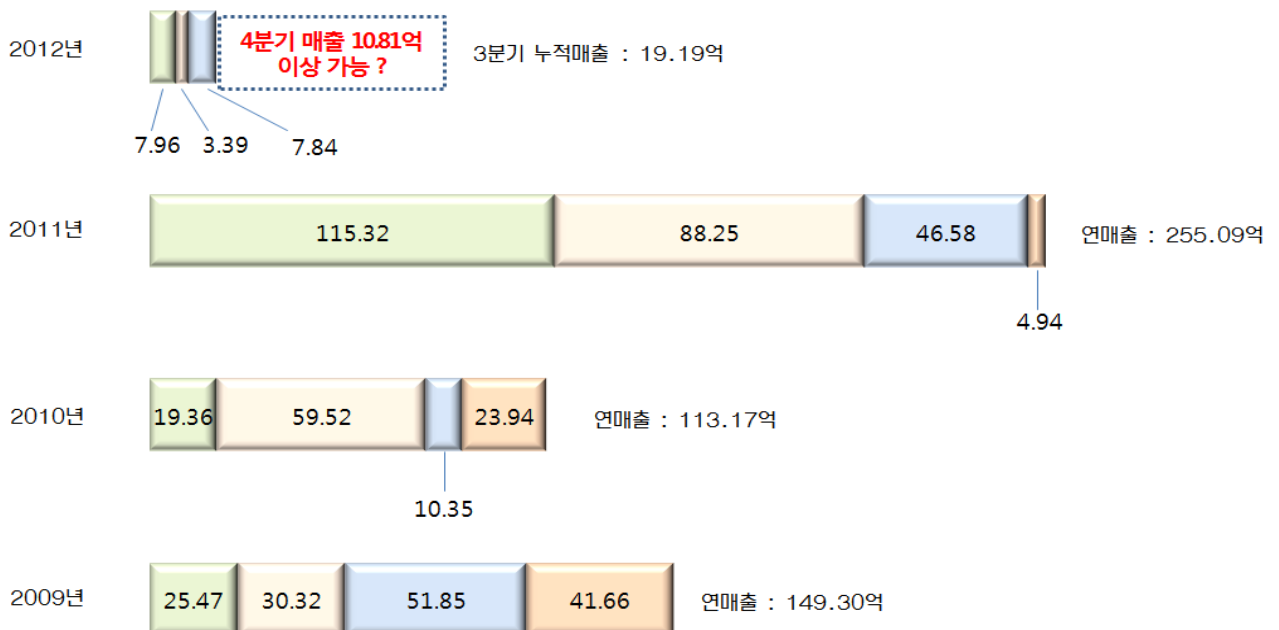 2012년
4분기 매출 10.81억
이상 가능 ?
3분기 누적매출 : 19.19억
7.96 3.39 7.84
2011년
115.32 88.25 46.58
연매출 : 255.09억
4.94
2010년
19.36 59.52 23.94
연매출 : 113.17억
10.35
2009년
25.47 30.32 51.85 41.66
연매출 : 149.30억